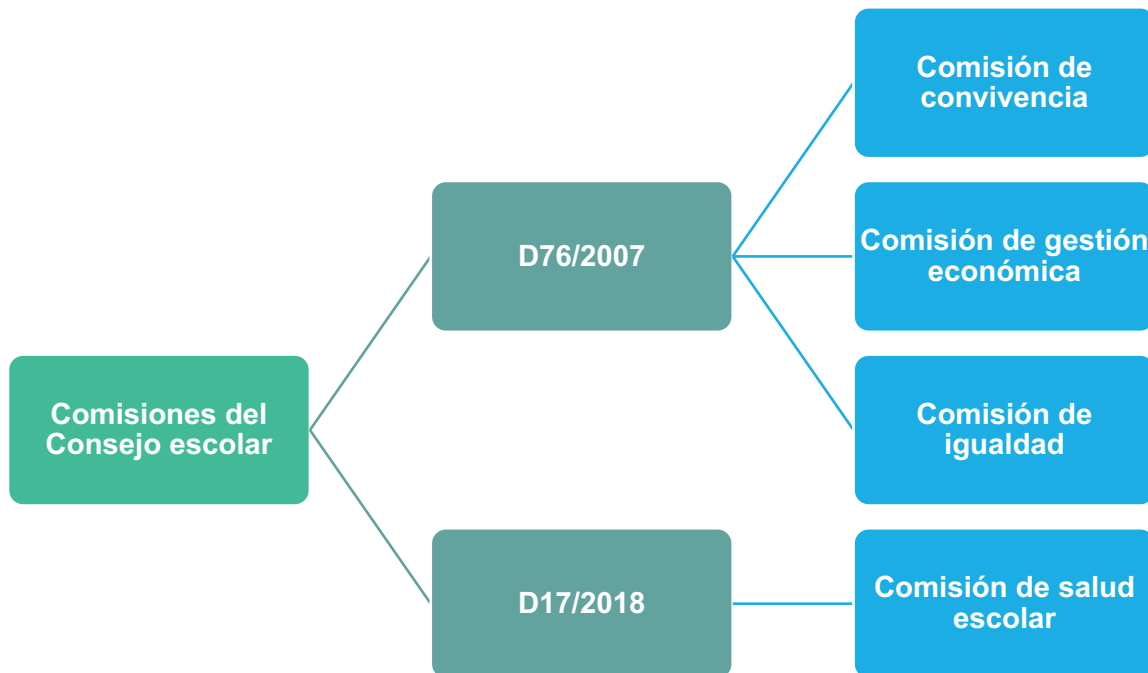 Comisiones del
Consejo escolar
D76/2007
Comisión de
convivencia
Comisión de gestión
económica
Comisión de
igualdad
D17/2018
Comisión de salud
escolar